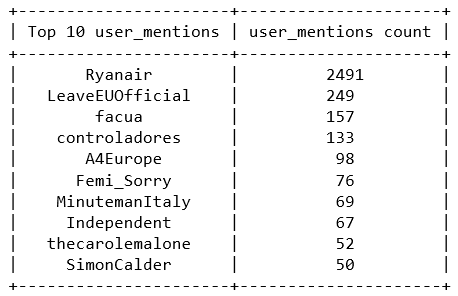 +-----------------------+---------------------+
| Top 10 user_mentions | user_mentions count |
+-----------------------+---------------------+
| Ryanair | 2491 |
| LeaveEUOfficial | 249 |
| facua | 157 |
| controladores | 133 |
| A4Europe | 98 |
| Femi_Sorry | 76 |
| MinutemanItaly | 69 |
| Independent | 67 |
| thecarolemalone | 52 |
| SimonCalder | 50 |
+-----------------------+---------------------+